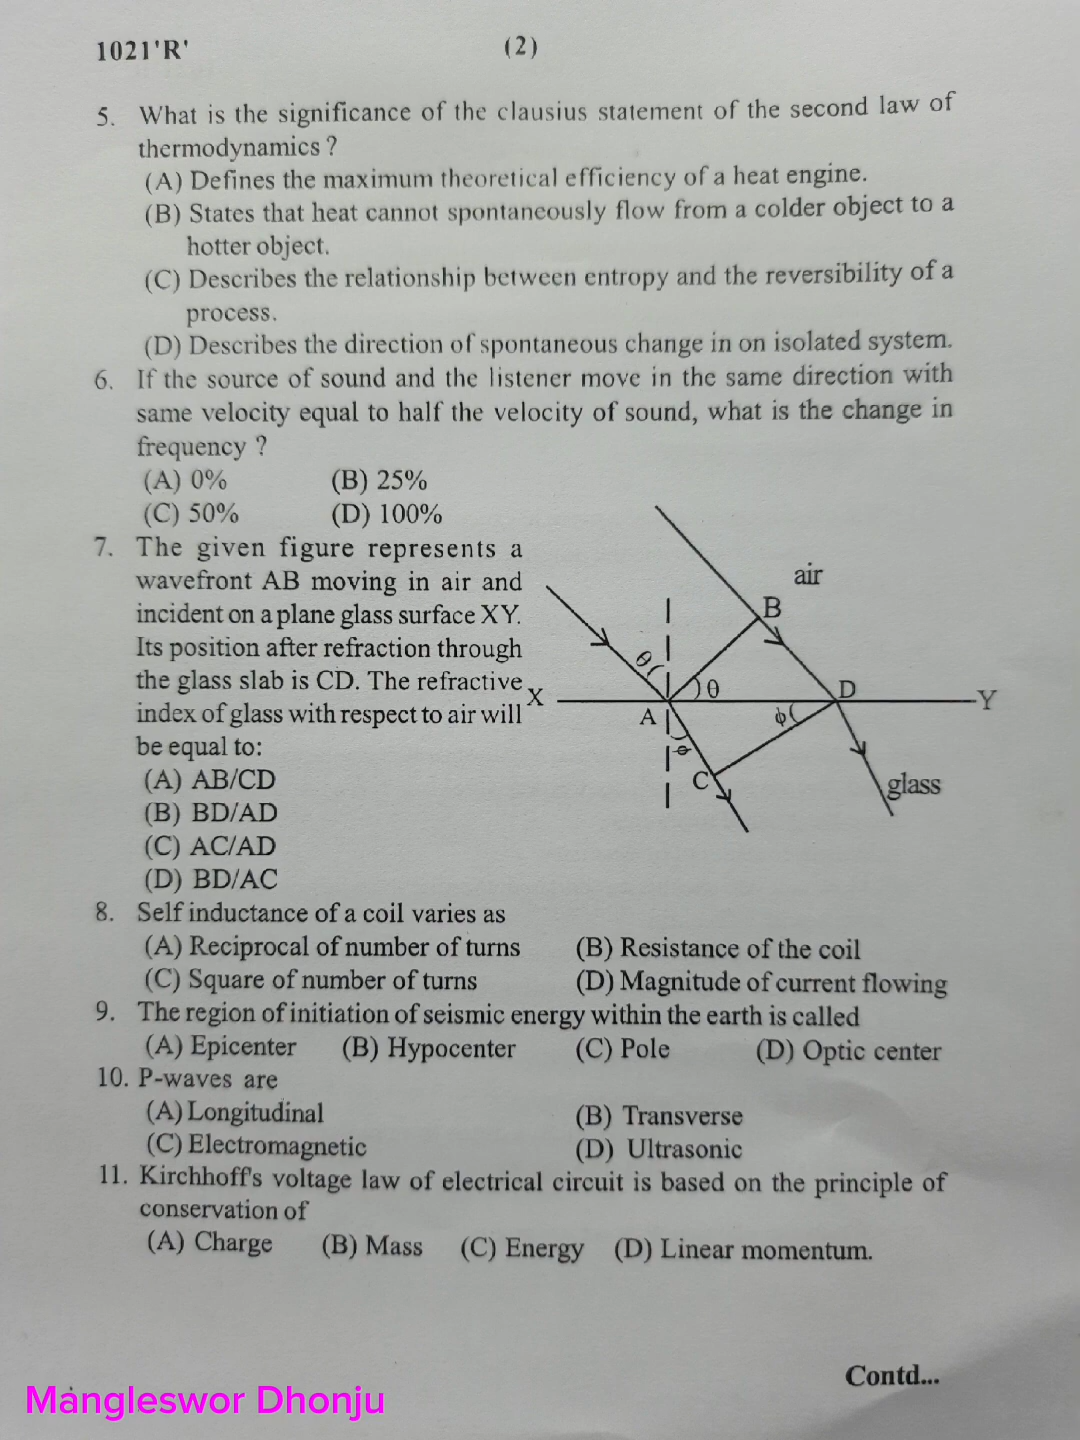 1021'R'
(2)
5. What is the significance of the clausius statement of the second law of
thermodynamics ?
(A) Defines the maximum theoretical efficiency of a heat engine.
(B) States that heat cannot spontaneously flow from a colder object to a
hotter object.
(C) Describes the relationship between entropy and the reversibility of a
process.
(D) Describes the direction of spontaneous change in on isolated system.
6. If the source of sound and the listener move in the same direction with
same velocity equal to half the velocity of sound, what is the change in
frequency ?
(A) 0% (B) 25%
(C) 50% (D) 100%
7. The given figure represents a
wavefront AB moving in air and
incident on a plane glass surface XY.
Its position after refraction through
the glass slab is CD. The refractive
index of glass with respect to air will
be equal to:
(A) AB/CD
(B) BD/AD
(C) AC/AD
(D) BD/AC
air
B
θ
θ
D
X
Y
A
ϕ
ϕ
C
glass
8. Self inductance of a coil varies as
(A) Reciprocal of number of turns (B) Resistance of the coil
(C) Square of number of turns (D) Magnitude of current flowing
9. The region of initiation of seismic energy within the earth is called
(A) Epicenter (B) Hypocenter (C) Pole (D) Optic center
10. P-waves are
(A) Longitudinal (B) Transverse
(C) Electromagnetic (D) Ultrasonic
11. Kirchhoff's voltage law of electrical circuit is based on the principle of
conservation of
(A) Charge (B) Mass (C) Energy (D) Linear momentum.
Contd...
Mangleswor Dhonju